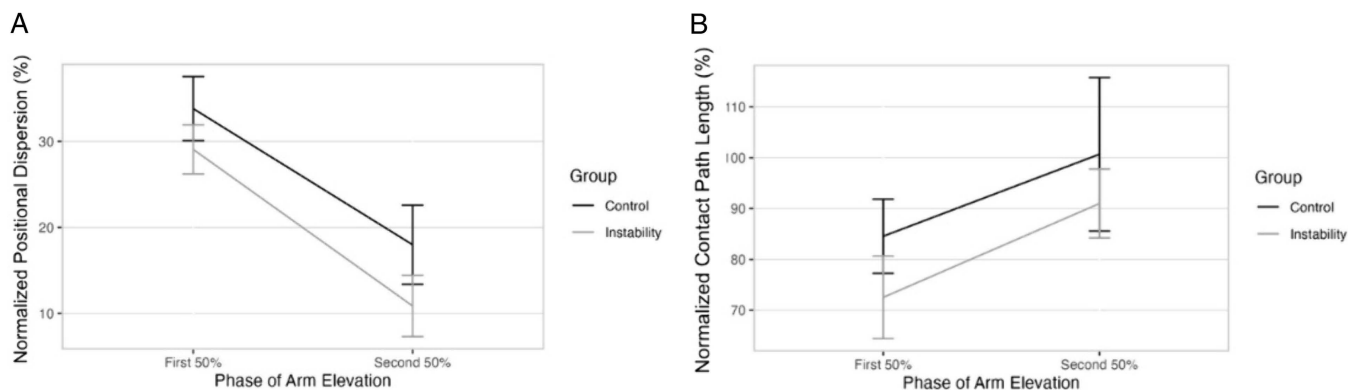 A
Normalized Positional Dispersion (%)
30
20
10
First 50%
Second 50%
Phase of Arm Elevation
Group
Control
Instability
B
Normalized Contact Path Length (%)
110
100
90
80
70
First 50%
Second 50%
Phase of Arm Elevation
Group
Control
Instability